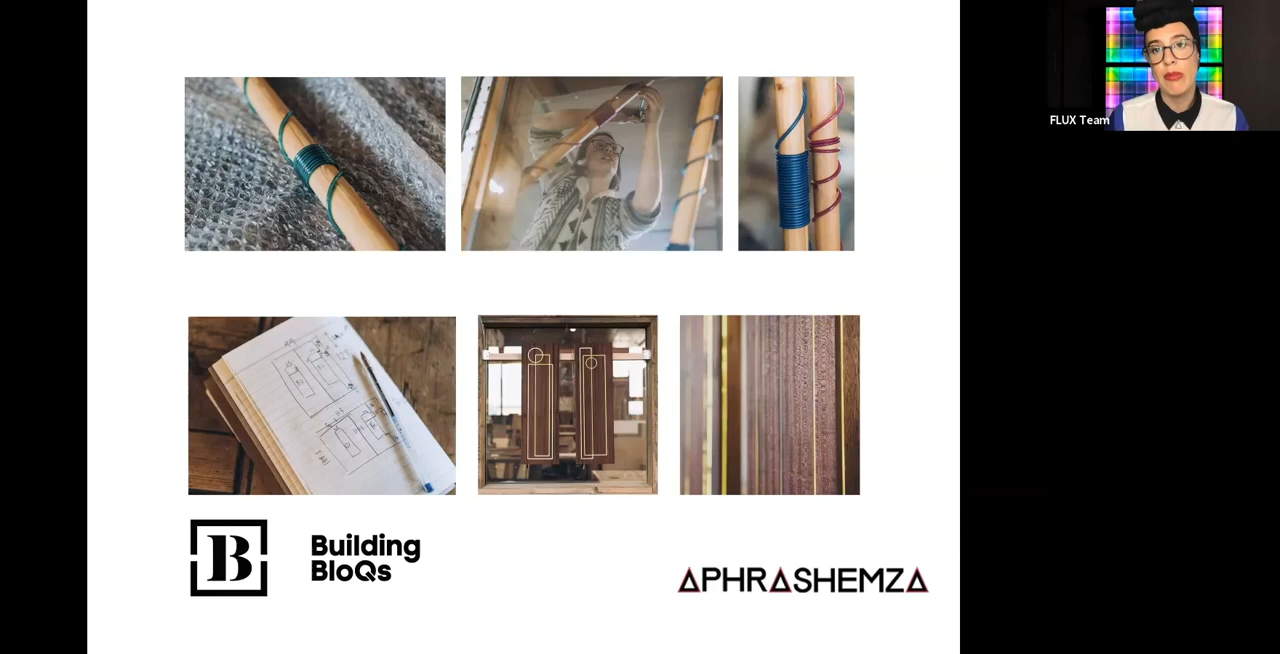 FLUX Team
B
Building
BloQs
APHRASHEMZA